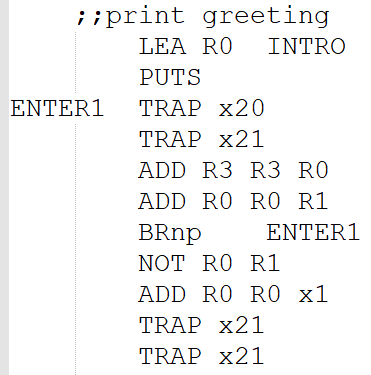 ;;print greeting
LEA R0 INTRO
PUTS
ENTER1 TRAP x20
TRAP x21
ADD R3 R3 R0
ADD R0 R0 R1
BRnp ENTER1
NOT R0 R1
ADD R0 R0 x1
TRAP x21
TRAP x21